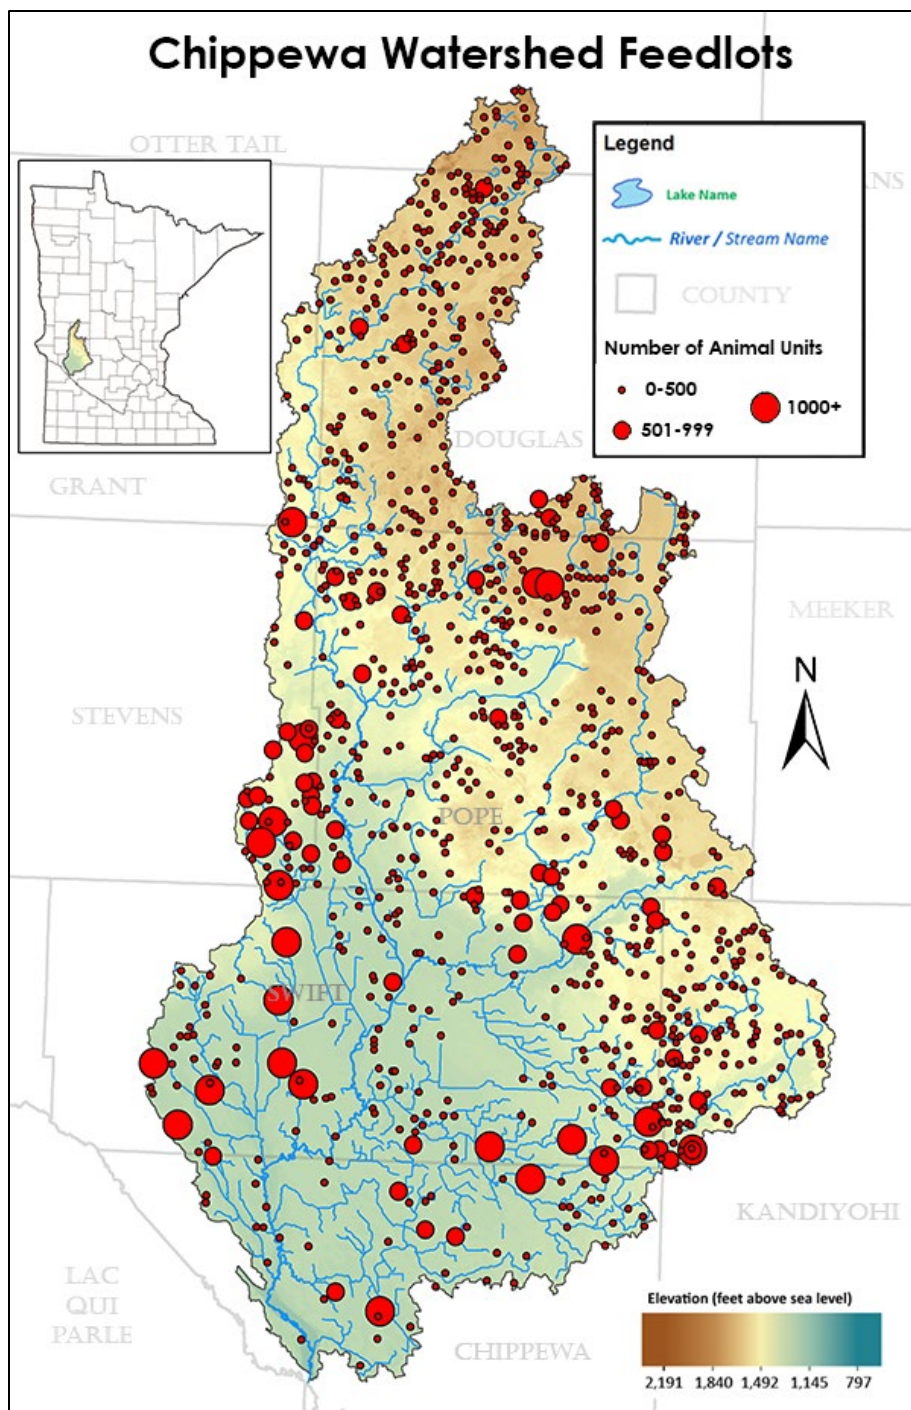 Chippewa Watershed Feedlots
OTTER TAIL
Legend
Lake Name
River / Stream Name
COUNTY
Number of Animal Units
0-500
501-999
1000+
DOUGLAS
GRANT
MEEKER
N
STEVENS
POPE
SWIFT
KANDIYOHI
LAC
QUI
PARLE
CHIPPEWA
Elevation (feet above sea level)
2,191 1,840 1,492 1,145 797